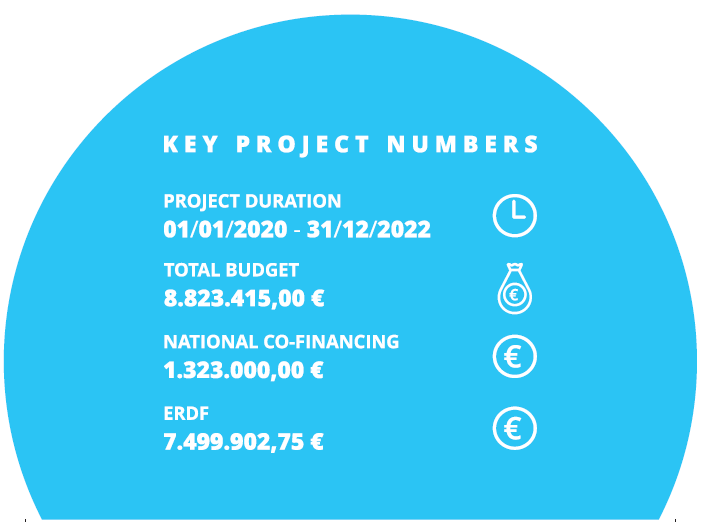 KEY PROJECT NUMBERS
PROJECT DURATION
01/01/2020 - 31/12/2022
TOTAL BUDGET
8.823.415,00 €
€
NATIONAL CO-FINANCING
1.323.000,00 €
€
ERDF
7.499.902,75 €
€